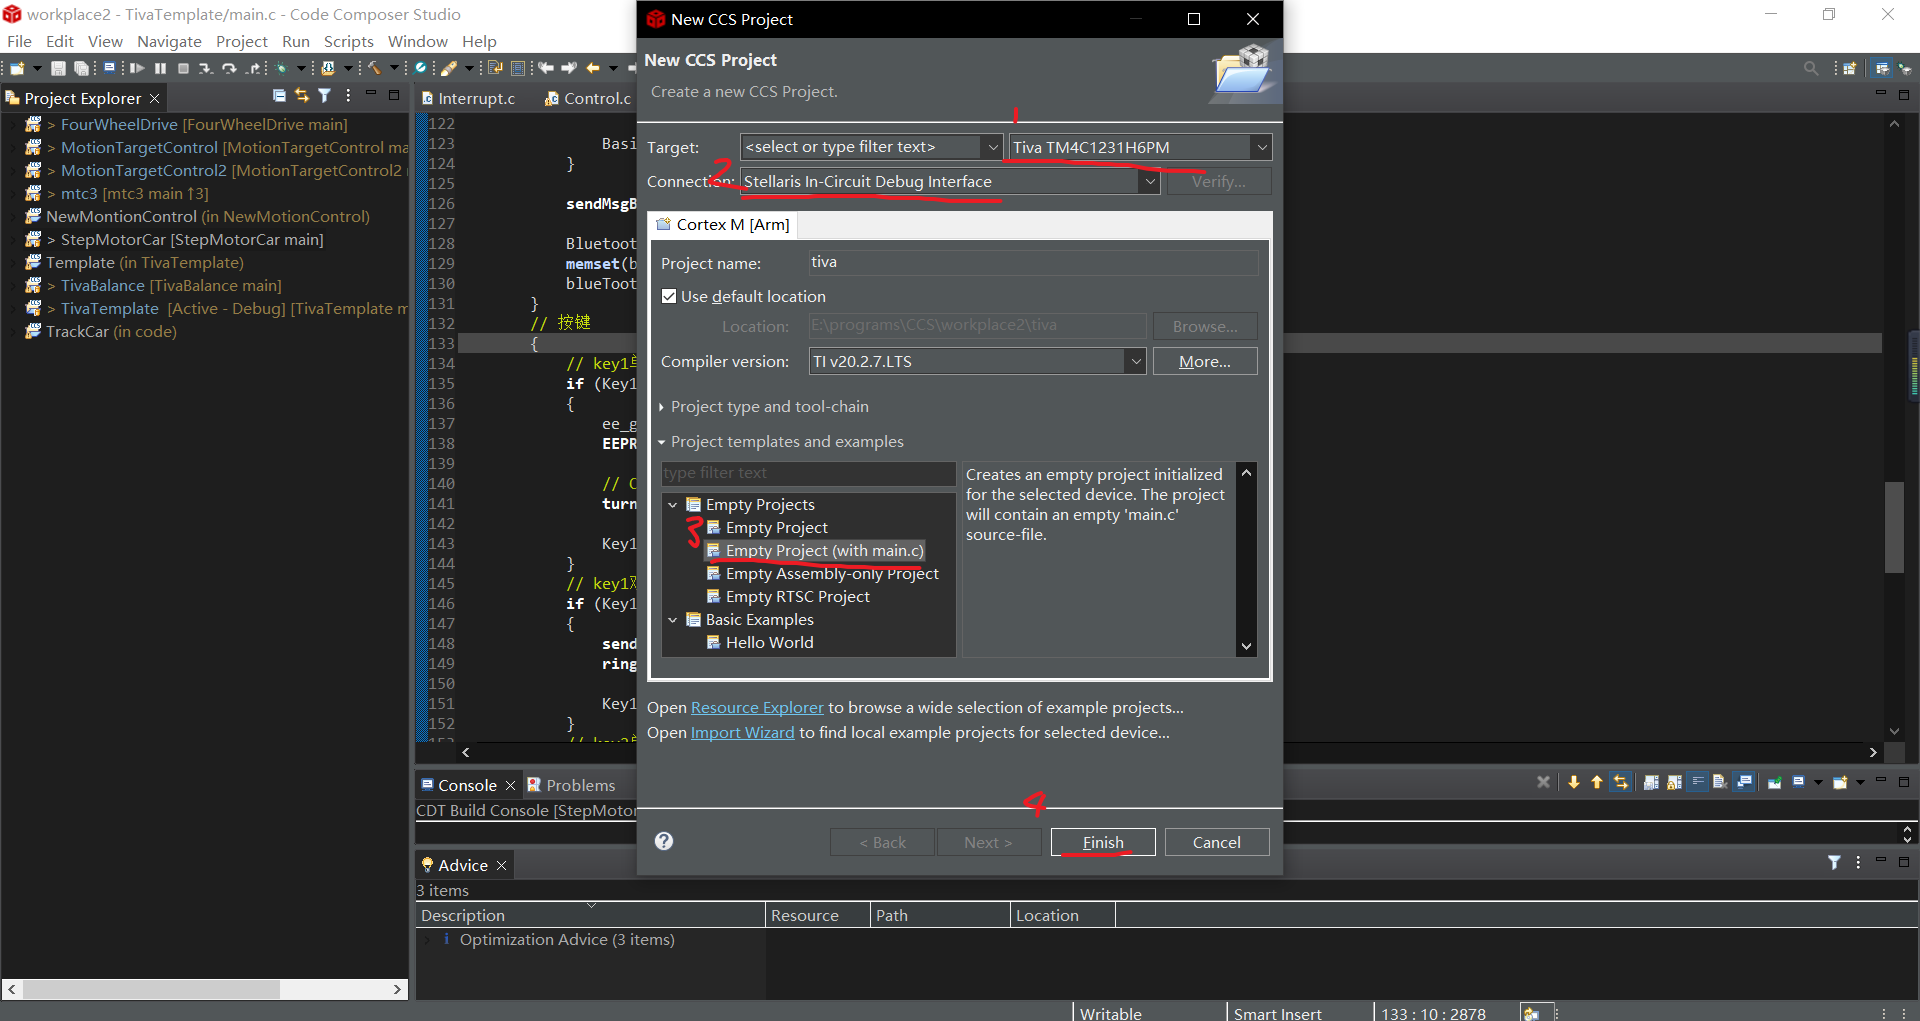 workplace2 - TivaTemplate/main.c - Code Composer Studio
File Edit View Navigate Project Run Scripts Window Help
Project Explorer
> FourWheelDrive [FourWheelDrive main]
> MotionTargetControl [MotionTargetControl ma
> MotionTargetControl2 [MotionTargetControl2
> mtc3 [mtc3 main ↑3]
NewMontionControl (in NewMotionControl)
> StepMotorCar [StepMotorCar main]
Template (in TivaTemplate)
> TivaBalance [TivaBalance main]
> TivaTemplate [Active - Debug] [TivaTemplate m
TrackCar (in code)
Interrupt.c Control.c
122
123 Basi
124 }
125
126 sendMsgB
127
128 Bluetoot
129 memset(b
130 blueToot
131 }
132 // 按键
133 {
134 // key1
135 if (Key1
136 {
137 ee_g
138 EEPR
139
140 // C
141 turn
142
143 Key1
144 }
145 // key1
146 if (Key1
147 {
148 send
149 ring
150
151 Key1
152 }
New CCS Project
New CCS Project
Create a new CCS Project.
1
Target: <select or type filter text> Tiva TM4C1231H6PM
2
Connection: Stellaris In-Circuit Debug Interface Verify...
Cortex M [Arm]
Project name: tiva
Use default location
Location: E:\programs\CCS\workplace2\tiva Browse...
Compiler version: TI v20.2.7.LTS More...
Project type and tool-chain
Project templates and examples
type filter text
Empty Projects
Empty Project
3
Empty Project (with main.c)
Empty Assembly-only Project
Empty RTSC Project
Basic Examples
Hello World
Creates an empty project initialized
for the selected device. The project
will contain an empty 'main.c'
source-file.
Open Resource Explorer to browse a wide selection of example projects...
Open Import Wizard to find local example projects for selected device...
4
< Back Next > Finish Cancel
Console Problems
CDT Build Console [StepMotor
Advice
3 items
Description Resource Path Location
Optimization Advice (3 items)
Writable Smart Insert 133 : 10 : 2878